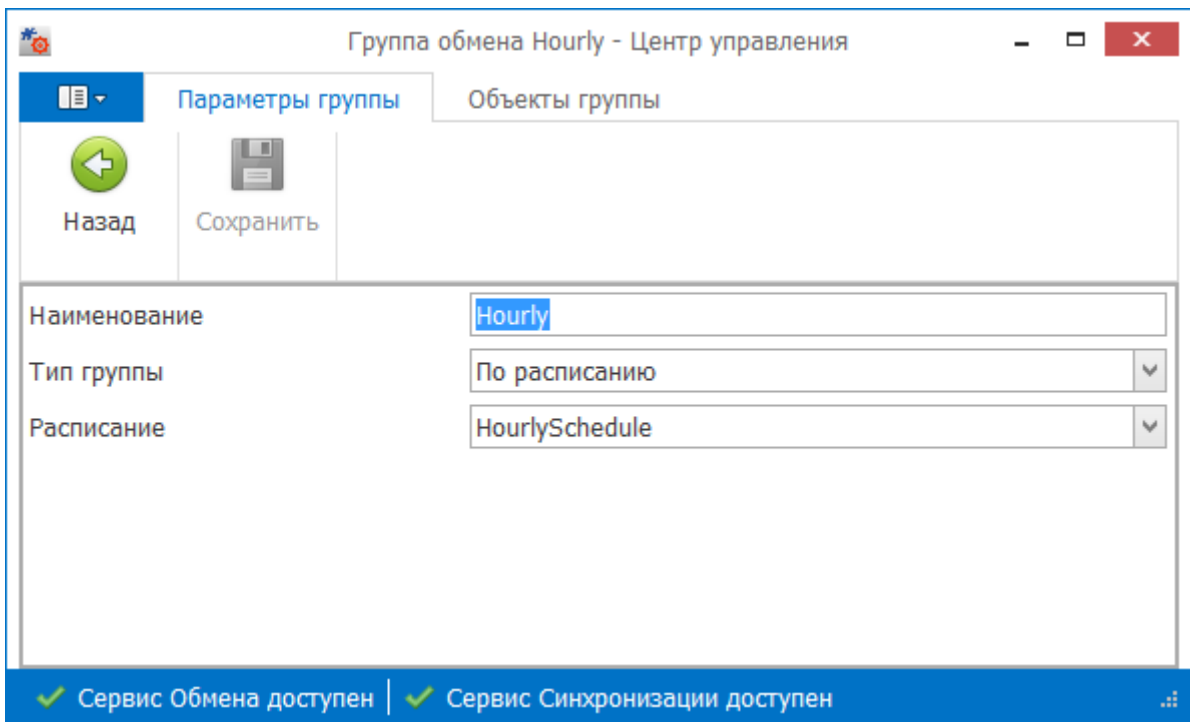 Группа обмена Hourly - Центр управления
Параметры группы Объекты группы
Назад Сохранить
Наименование Hourly
Тип группы По расписанию
Расписание HourlySchedule
Сервис Обмена доступен Сервис Синхронизации доступен